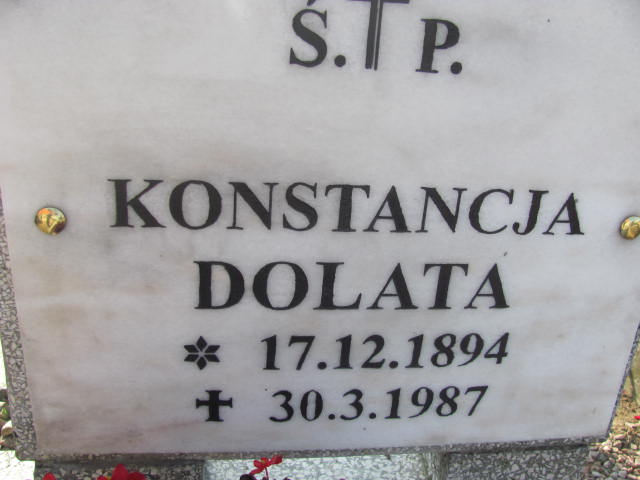 Ś. P.
KONSTANCJA
DOLATA
17.12.1894
30.3.1987